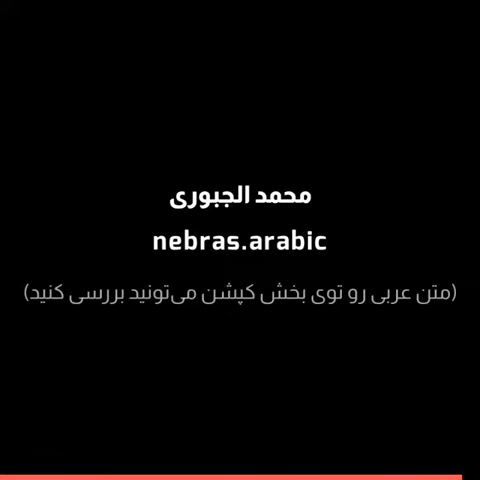 محمد الجبوری
nebras.arabic
(متن عربی رو توی بخش کپشن می‌تونید بررسی کنید)